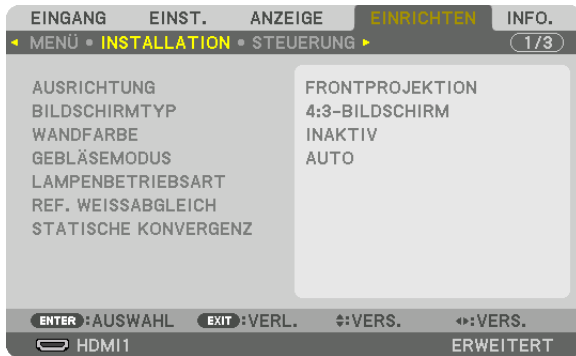 EINGANG EINST. ANZEIGE EINRICHTEN INFO.
MENÜ • INSTALLATION • STEUERUNG 1/3
AUSRICHTUNG FRONTPROJEKTION
BILDSCHIRMTYP 4:3-BILDSCHIRM
WANDFARBE INAKTIV
GEBLÄSEMODUS AUTO
LAMPENBETRIEBSART
REF. WEISSABGLEICH
STATISCHE KONVERGENZ
ENTER :AUSWAHL EXIT :VERL. :VERS. :VERS.
HDMI1 ERWEITERT